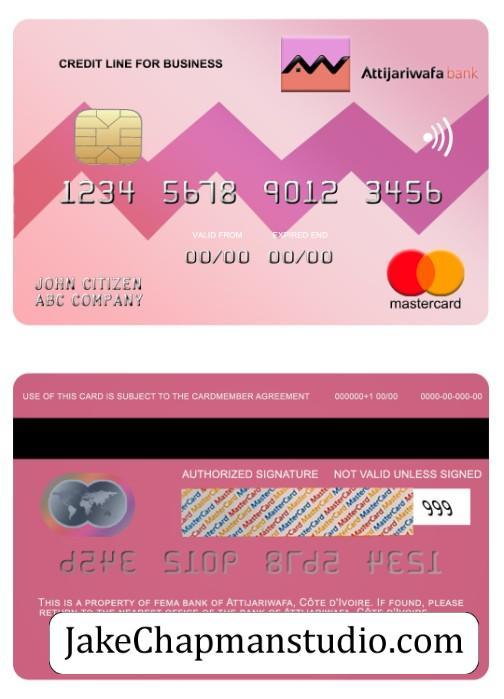 CREDIT LINE FOR BUSINESS
Attijariwafa bank
1234 5678 9012 3456
VALID FROM EXPIRED END
00/00 00/00
JOHN CITIZEN
ABC COMPANY
mastercard
USE OF THIS CARD IS SUBJECT TO THE CARDMEMBER AGREEMENT 000000+1 00/00 0000-00-000-00
AUTHORIZED SIGNATURE NOT VALID UNLESS SIGNED
MasterCard
999
1234 5678 9012 3456
THIS IS A PROPERTY OF FEMA BANK OF ATTIJARIWAFA, CÔTE D'IVOIRE. IF FOUND, PLEASE
RETURN TO THE NEAREST OFFICE OF THE BANK OF ATTIJARIWAFA, CÔTE D'IVOIRE
JakeChapmanstudio.com